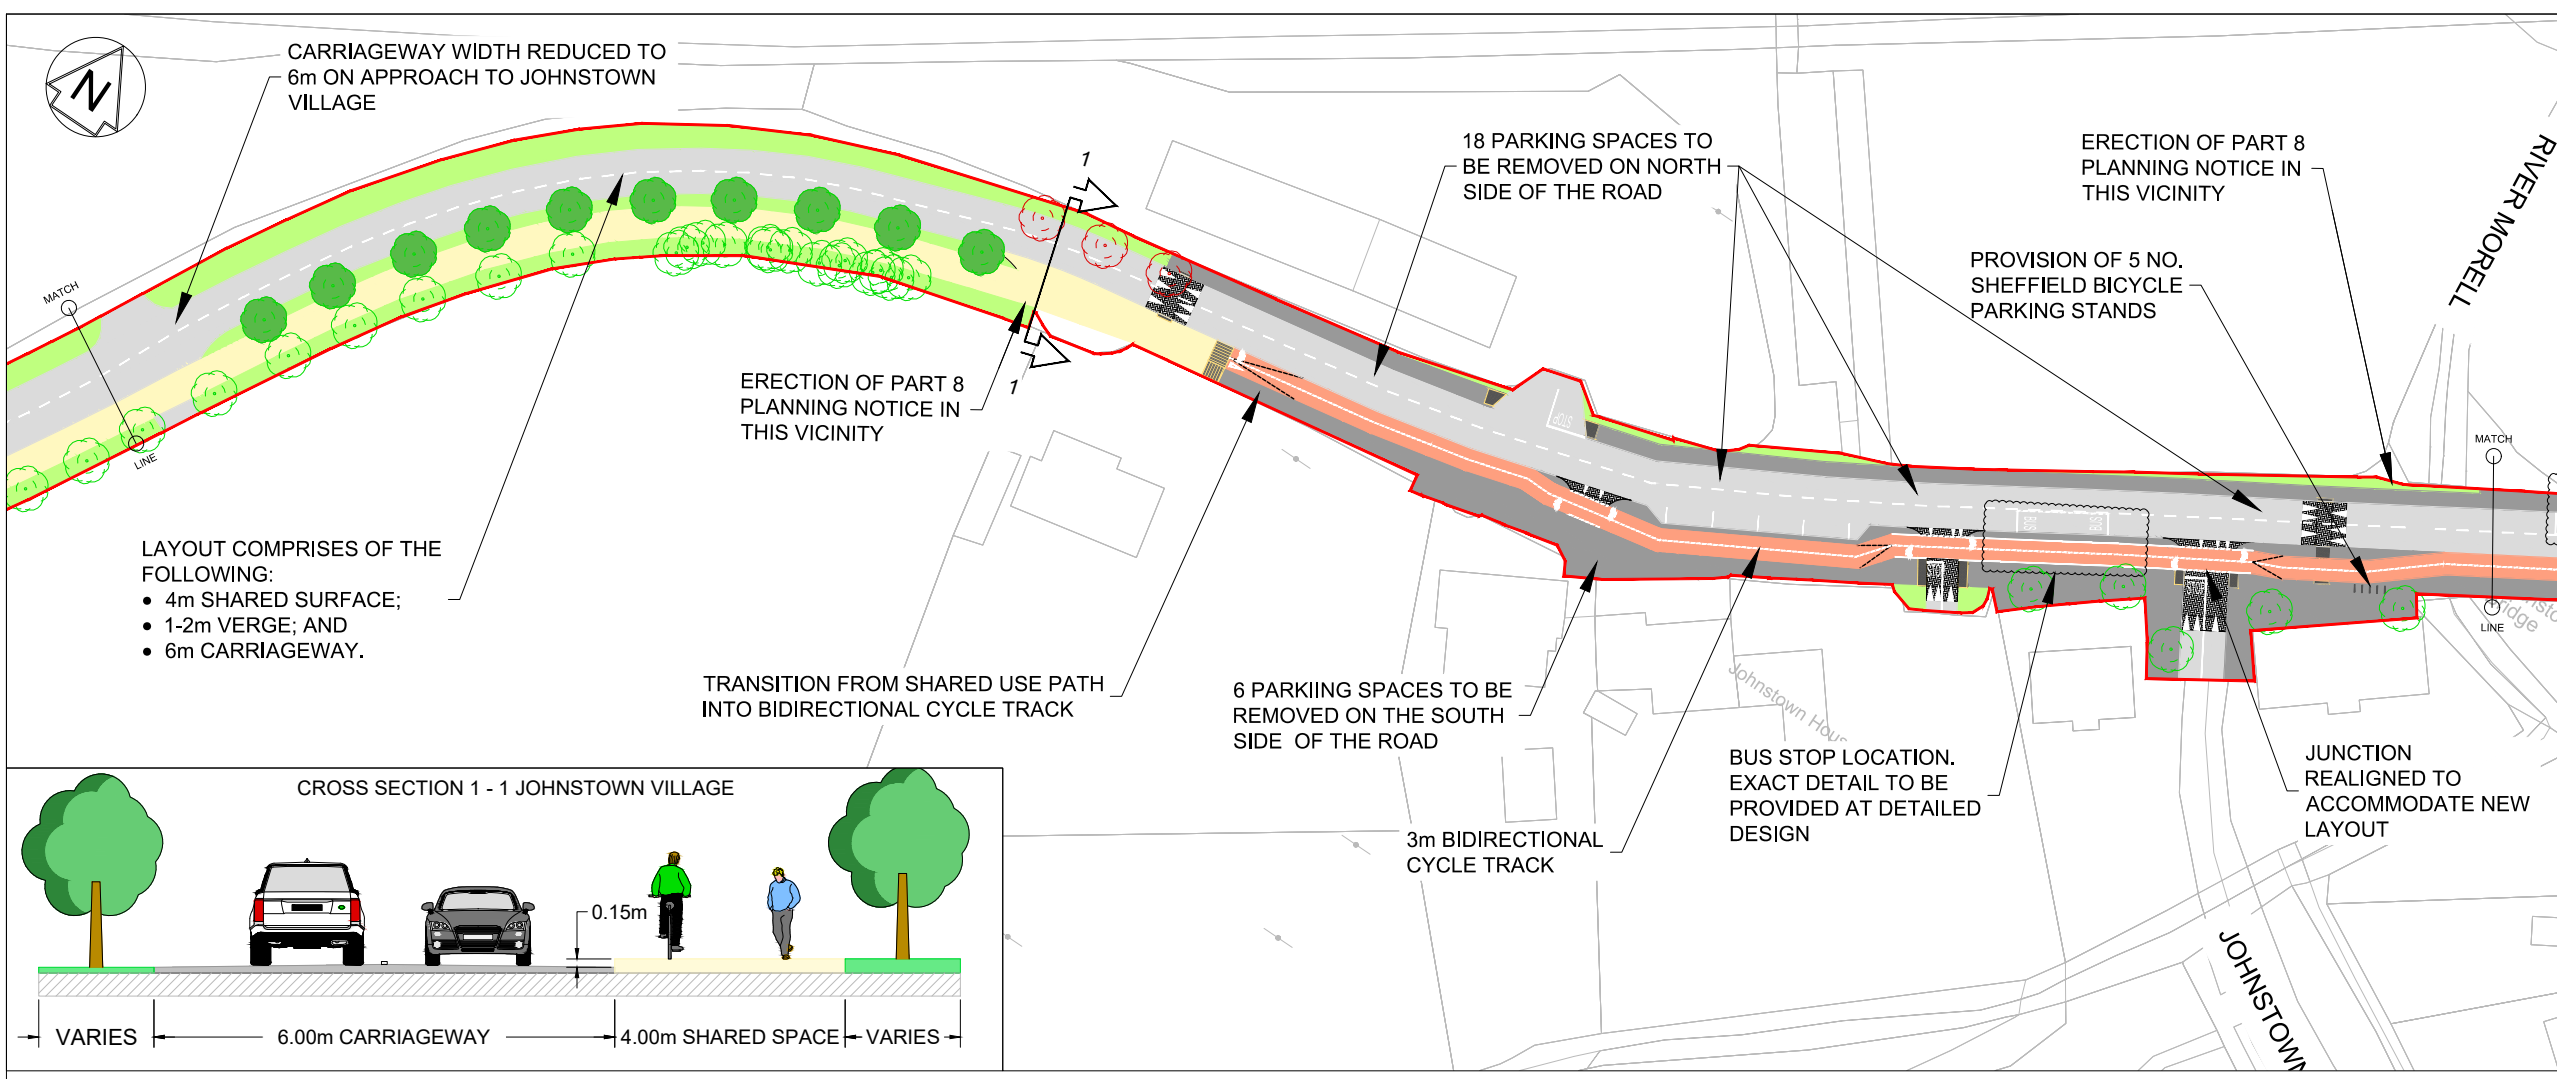 N
CARRIAGEWAY WIDTH REDUCED TO
6m ON APPROACH TO JOHNSTOWN
VILLAGE
18 PARKING SPACES TO
BE REMOVED ON NORTH
SIDE OF THE ROAD
ERECTION OF PART 8
PLANNING NOTICE IN
THIS VICINITY
RIVER MORELL
PROVISION OF 5 NO.
SHEFFIELD BICYCLE
PARKING STANDS
1
1
MATCH
LINE
ERECTION OF PART 8
PLANNING NOTICE IN
THIS VICINITY
STOP
BUS
BUS
MATCH
LINE
LAYOUT COMPRISES OF THE
FOLLOWING:
• 4m SHARED SURFACE;
• 1-2m VERGE; AND
• 6m CARRIAGEWAY.
TRANSITION FROM SHARED USE PATH
INTO BIDIRECTIONAL CYCLE TRACK
6 PARKIING SPACES TO BE
REMOVED ON THE SOUTH
SIDE OF THE ROAD
Johnstown Hous
BUS STOP LOCATION.
EXACT DETAIL TO BE
PROVIDED AT DETAILED
DESIGN
JUNCTION
REALIGNED TO
ACCOMMODATE NEW
LAYOUT
3m BIDIRECTIONAL
CYCLE TRACK
JOHNSTOWN
CROSS SECTION 1 - 1 JOHNSTOWN VILLAGE
0.15m
VARIES
6.00m CARRIAGEWAY
4.00m SHARED SPACE
VARIES